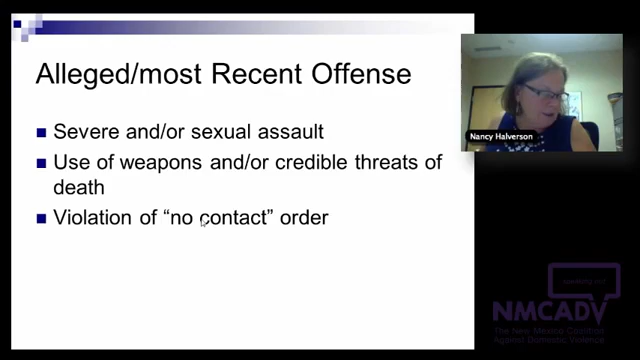 Alleged/most Recent Offense
Severe and/or sexual assault
Use of weapons and/or credible threats of
death
Violation of “no contact” order
Nancy Halverson
NMCADV
The New Mexico Coalition
Against Domestic Violence